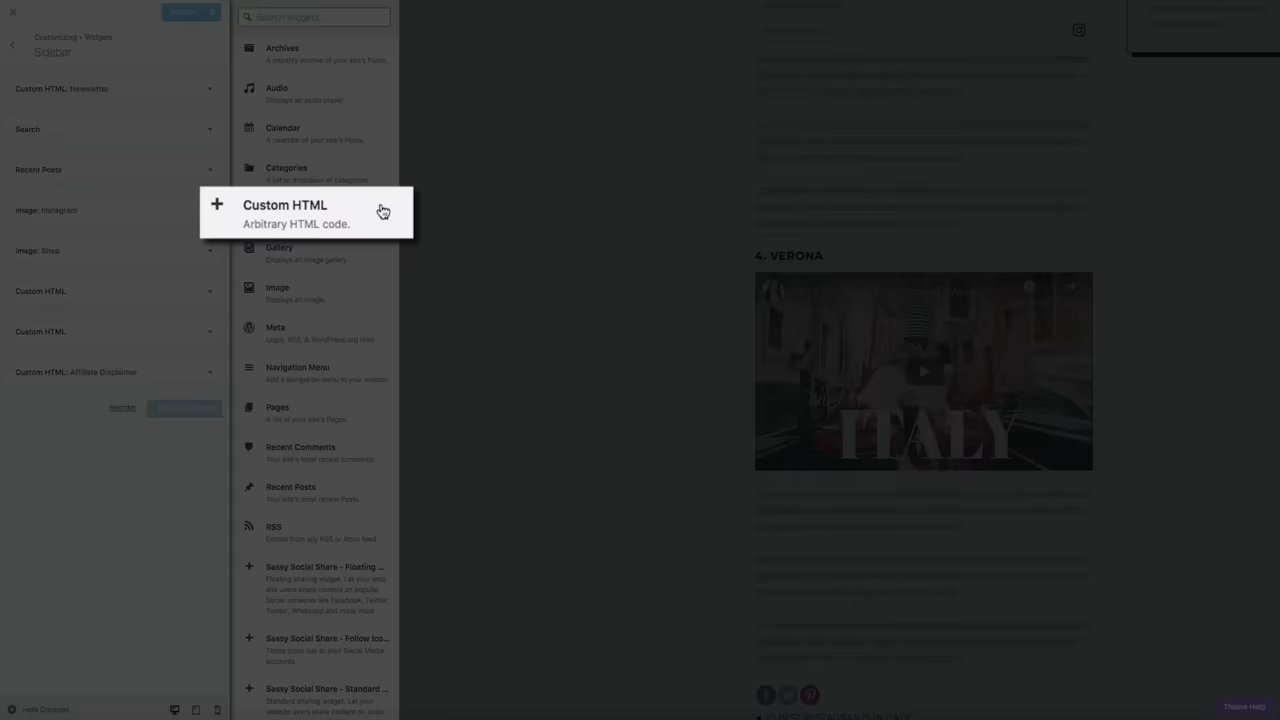 Publish
Customizing • Widgets
Sidebar
Custom HTML: Newsletter
Search
Recent Posts
Image: Instagram
Image: Shop
Custom HTML
Custom HTML
Custom HTML: Affiliate Disclaimer
Reorder
Hide Controls
Search widgets...
Archives
A monthly archive of your site's Posts.
Audio
Displays an audio player.
Calendar
A calendar of your site's Posts.
Categories
A list or dropdown of categories.
Custom HTML
Arbitrary HTML code.
Gallery
Displays an image gallery.
Image
Displays an image.
Meta
Login, RSS, & WordPress.org links.
Navigation Menu
Add a navigation menu to your sidebar.
Pages
A list of your site's Pages.
Recent Comments
Your site's most recent comments.
Recent Posts
Your site's most recent Posts.
RSS
Entries from any RSS or Atom feed.
Sassy Social Share - Floating ...
Floating sharing widget. Let your web-
site users share content on popular
Social networks like Facebook, Twitter,
Tumblr, Whatsapp and many more
Sassy Social Share - Follow Ico...
These icons link to your Social Media
accounts.
Sassy Social Share - Standard ...
Standard sharing widget. Let your
website users share content on
4. VERONA
ITALY
Theme Help